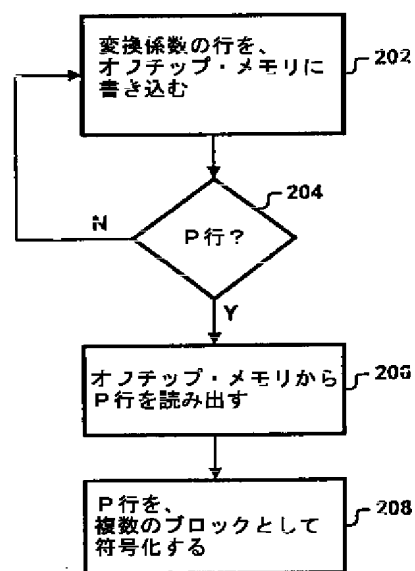 変換係数の行を、
オフチップ・メモリに
書き込む
202
204
N
P行？
Y
オフチップ・メモリから
P行を読み出す
206
P行を、
複数のブロックとして
符号化する
208